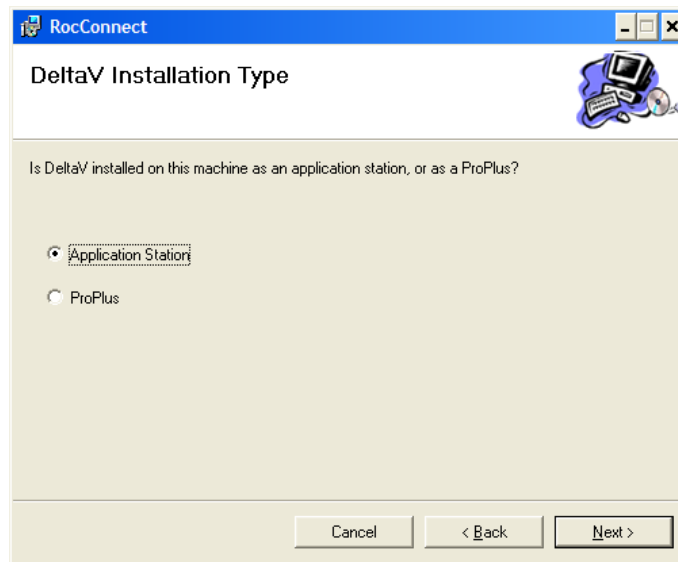 RocConnect
DeltaV Installation Type
Is DeltaV installed on this machine as an application station, or as a ProPlus?
Application Station
ProPlus
Cancel
< Back
Next >